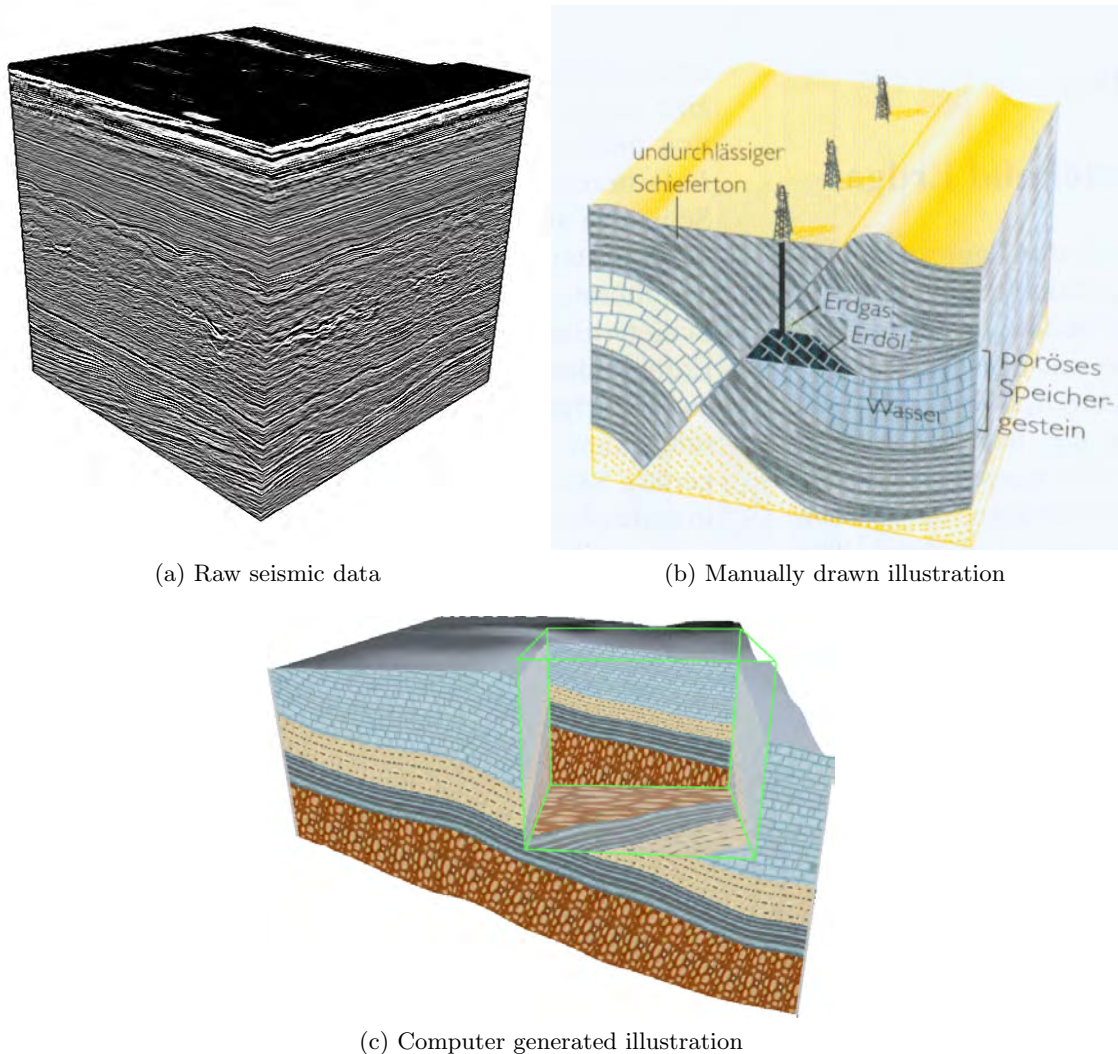 undurchlässiger
Schieferton
Erdgas
Erdöl
Wasser
poröses
Speicher-
gestein
(a) Raw seismic data
(b) Manually drawn illustration
(c) Computer generated illustration